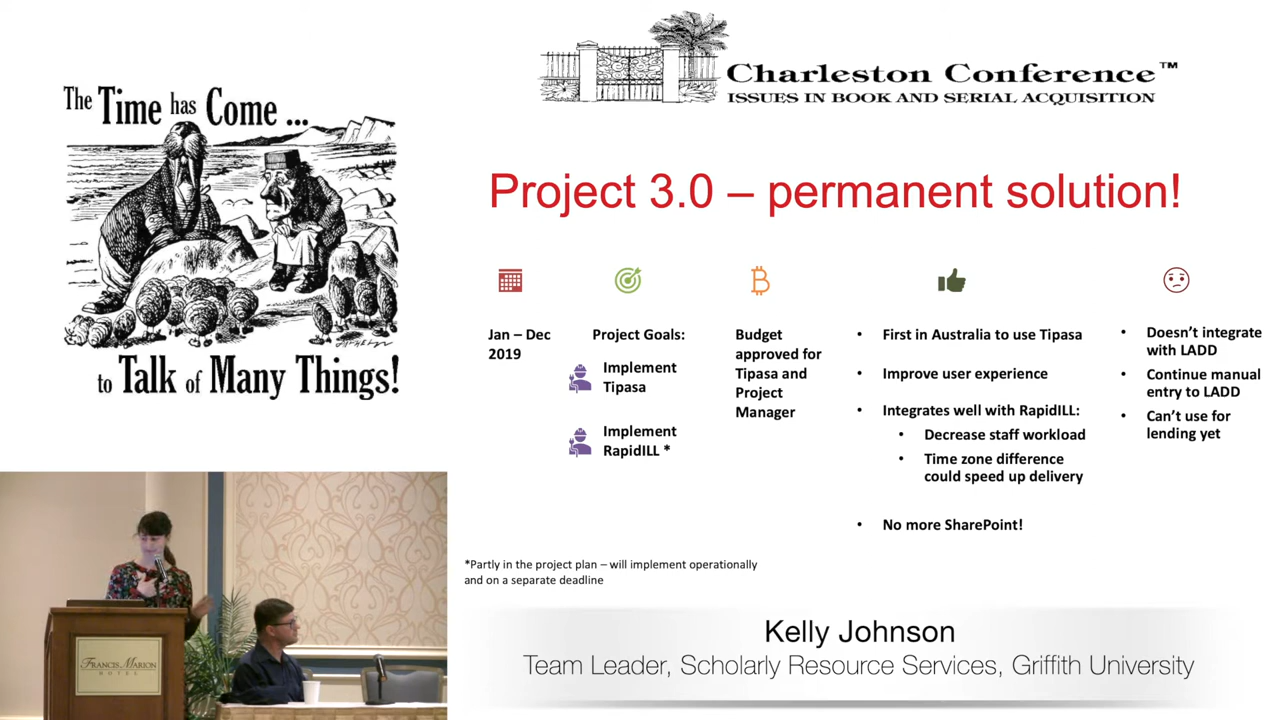 The Time has Come ...
to Talk of Many Things!
Charleston Conference™
ISSUES IN BOOK AND SERIAL ACQUISITION
Project 3.0 – permanent solution!
Jan – Dec
2019
Project Goals:
Implement
Tipasa
Implement
RapidILL *
Budget
approved for
Tipasa and
Project
Manager
• First in Australia to use Tipasa
• Improve user experience
• Integrates well with RapidILL:
• Decrease staff workload
• Time zone difference
could speed up delivery
• No more SharePoint!
• Doesn’t integrate
with LADD
• Continue manual
entry to LADD
• Can’t use for
lending yet
*Partly in the project plan – will implement operationally
and on a separate deadline
Kelly Johnson
Team Leader, Scholarly Resource Services, Griffith University
FRANCIS MARION
HOTEL